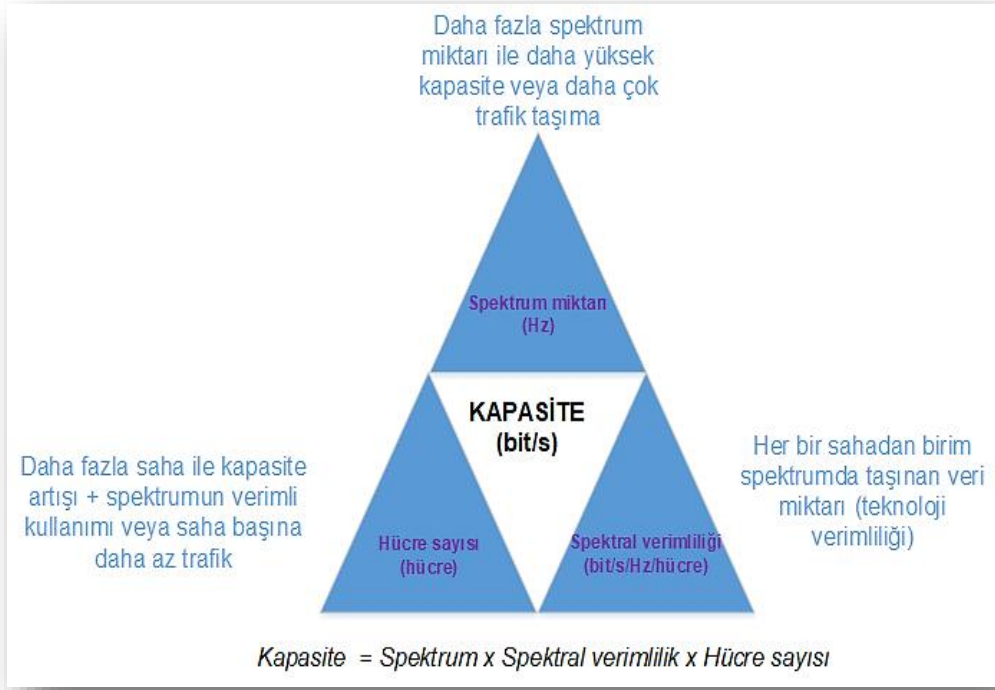 Daha fazla spektrum
miktarı ile daha yüksek
kapasite veya daha çok
trafik taşıma
Spektrum miktarı
(Hz)
KAPASİTE
(bit/s)
Daha fazla saha ile kapasite
artışı + spektrumun verimli
kullanımı veya saha başına
daha az trafik
Hücre sayısı
(hücre)
Spektral verimliliği
(bit/s/Hz/hücre)
Her bir sahadan birim
spektrumda taşınan veri
miktarı (teknoloji
verimliliği)
Kapasite = Spektrum x Spektral verimlilik x Hücre sayısı